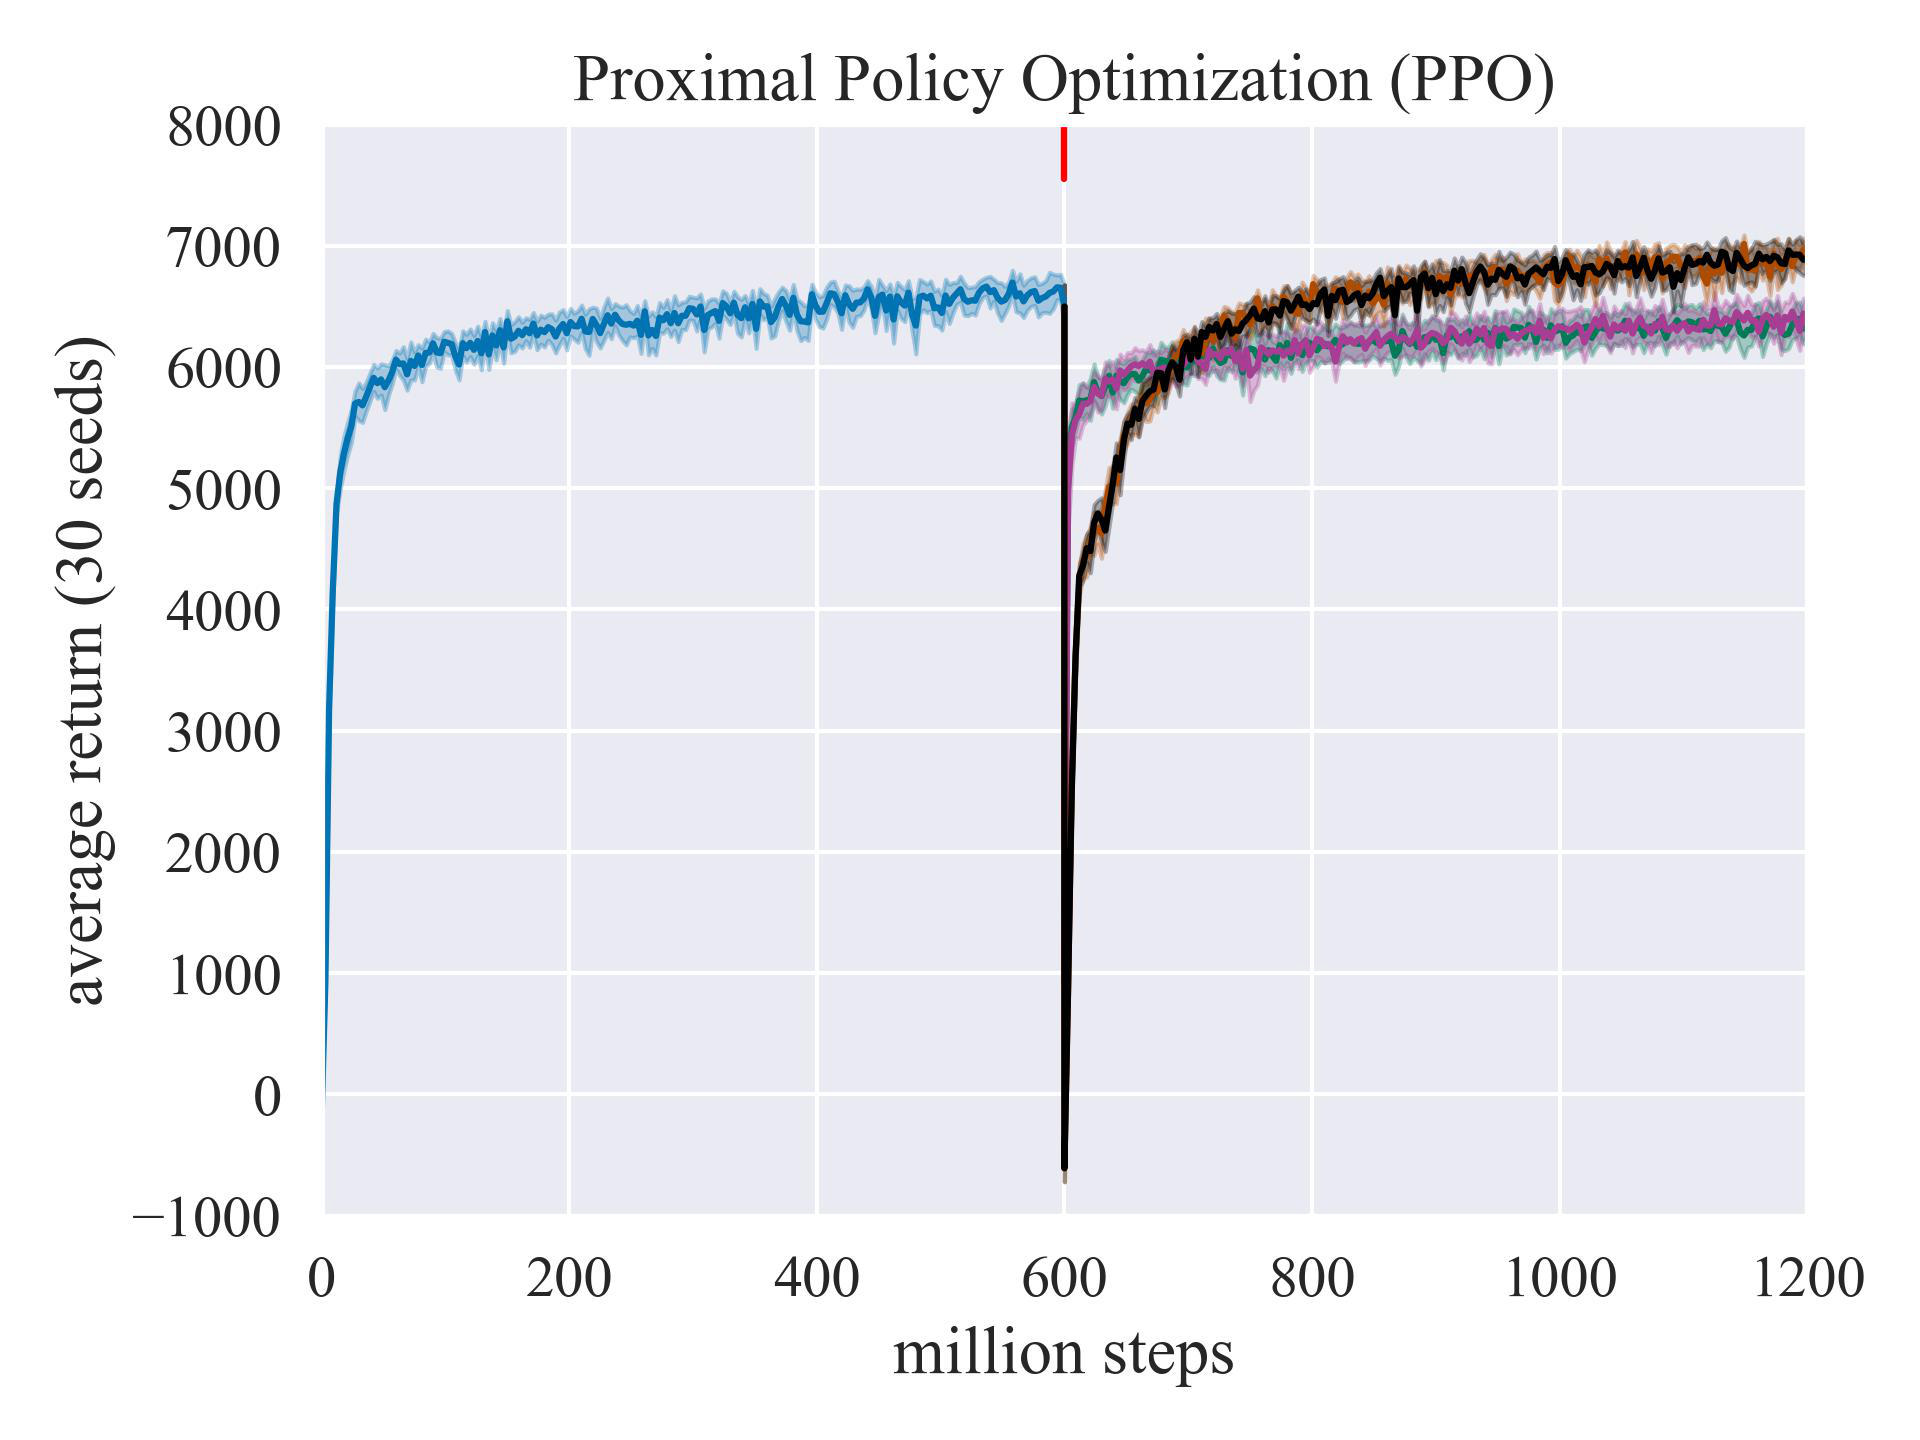 Proximal Policy Optimization (PPO)
8000
7000
6000
5000
4000
3000
2000
1000
0
−1000
average return (30 seeds)
0 200 400 600 800 1000 1200
million steps